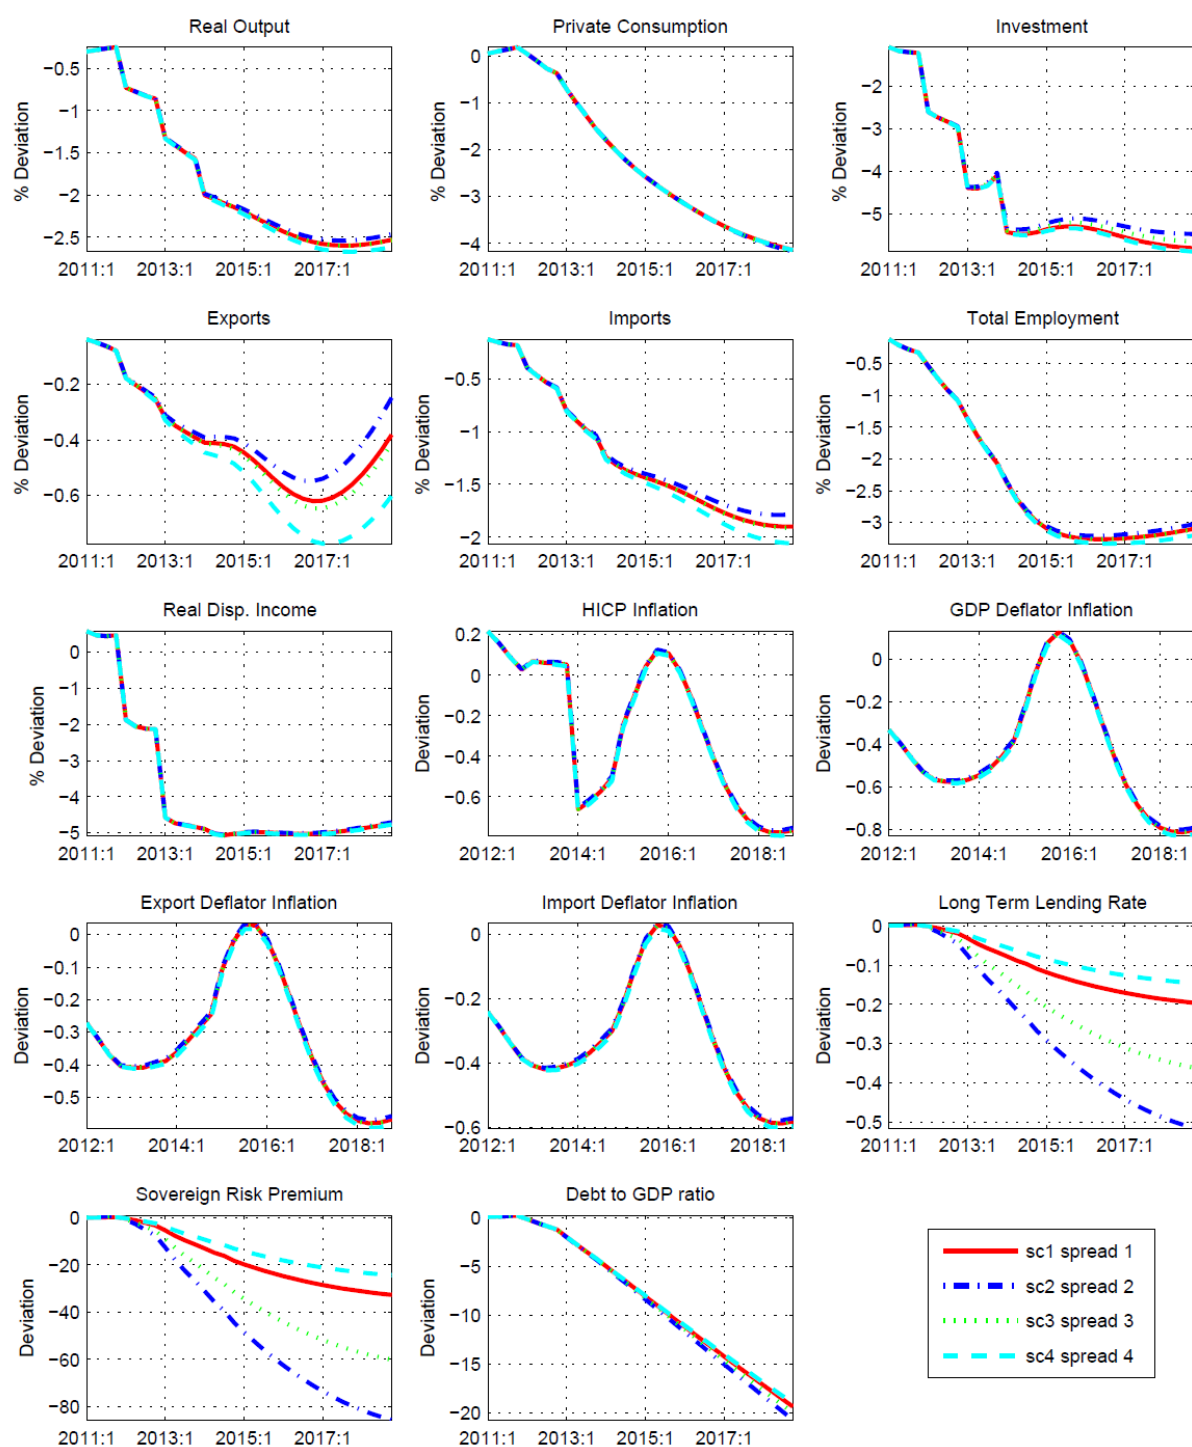 Real Output
% Deviation
−0.5
−1
−1.5
−2
−2.5
2011:1 2013:1 2015:1 2017:1
Private Consumption
% Deviation
0
−1
−2
−3
−4
2011:1 2013:1 2015:1 2017:1
Investment
% Deviation
−2
−3
−4
−5
2011:1 2013:1 2015:1 2017:1
Exports
% Deviation
−0.2
−0.4
−0.6
2011:1 2013:1 2015:1 2017:1
Imports
% Deviation
−0.5
−1
−1.5
−2
2011:1 2013:1 2015:1 2017:1
Total Employment
% Deviation
−0.5
−1
−1.5
−2
−2.5
−3
2011:1 2013:1 2015:1 2017:1
Real Disp. Income
% Deviation
0
−1
−2
−3
−4
−5
2011:1 2013:1 2015:1 2017:1
HICP Inflation
Deviation
0.2
0
−0.2
−0.4
−0.6
2012:1 2014:1 2016:1 2018:1
GDP Deflator Inflation
Deviation
0
−0.2
−0.4
−0.6
−0.8
2012:1 2014:1 2016:1 2018:1
Export Deflator Inflation
Deviation
0
−0.1
−0.2
−0.3
−0.4
−0.5
2012:1 2014:1 2016:1 2018:1
Import Deflator Inflation
Deviation
0
−0.2
−0.4
−0.6
2012:1 2014:1 2016:1 2018:1
Long Term Lending Rate
Deviation
0
−0.1
−0.2
−0.3
−0.4
−0.5
2011:1 2013:1 2015:1 2017:1
Sovereign Risk Premium
Deviation
0
−20
−40
−60
−80
2011:1 2013:1 2015:1 2017:1
Debt to GDP ratio
Deviation
0
−5
−10
−15
−20
2011:1 2013:1 2015:1 2017:1
sc1 spread 1
sc2 spread 2
sc3 spread 3
sc4 spread 4